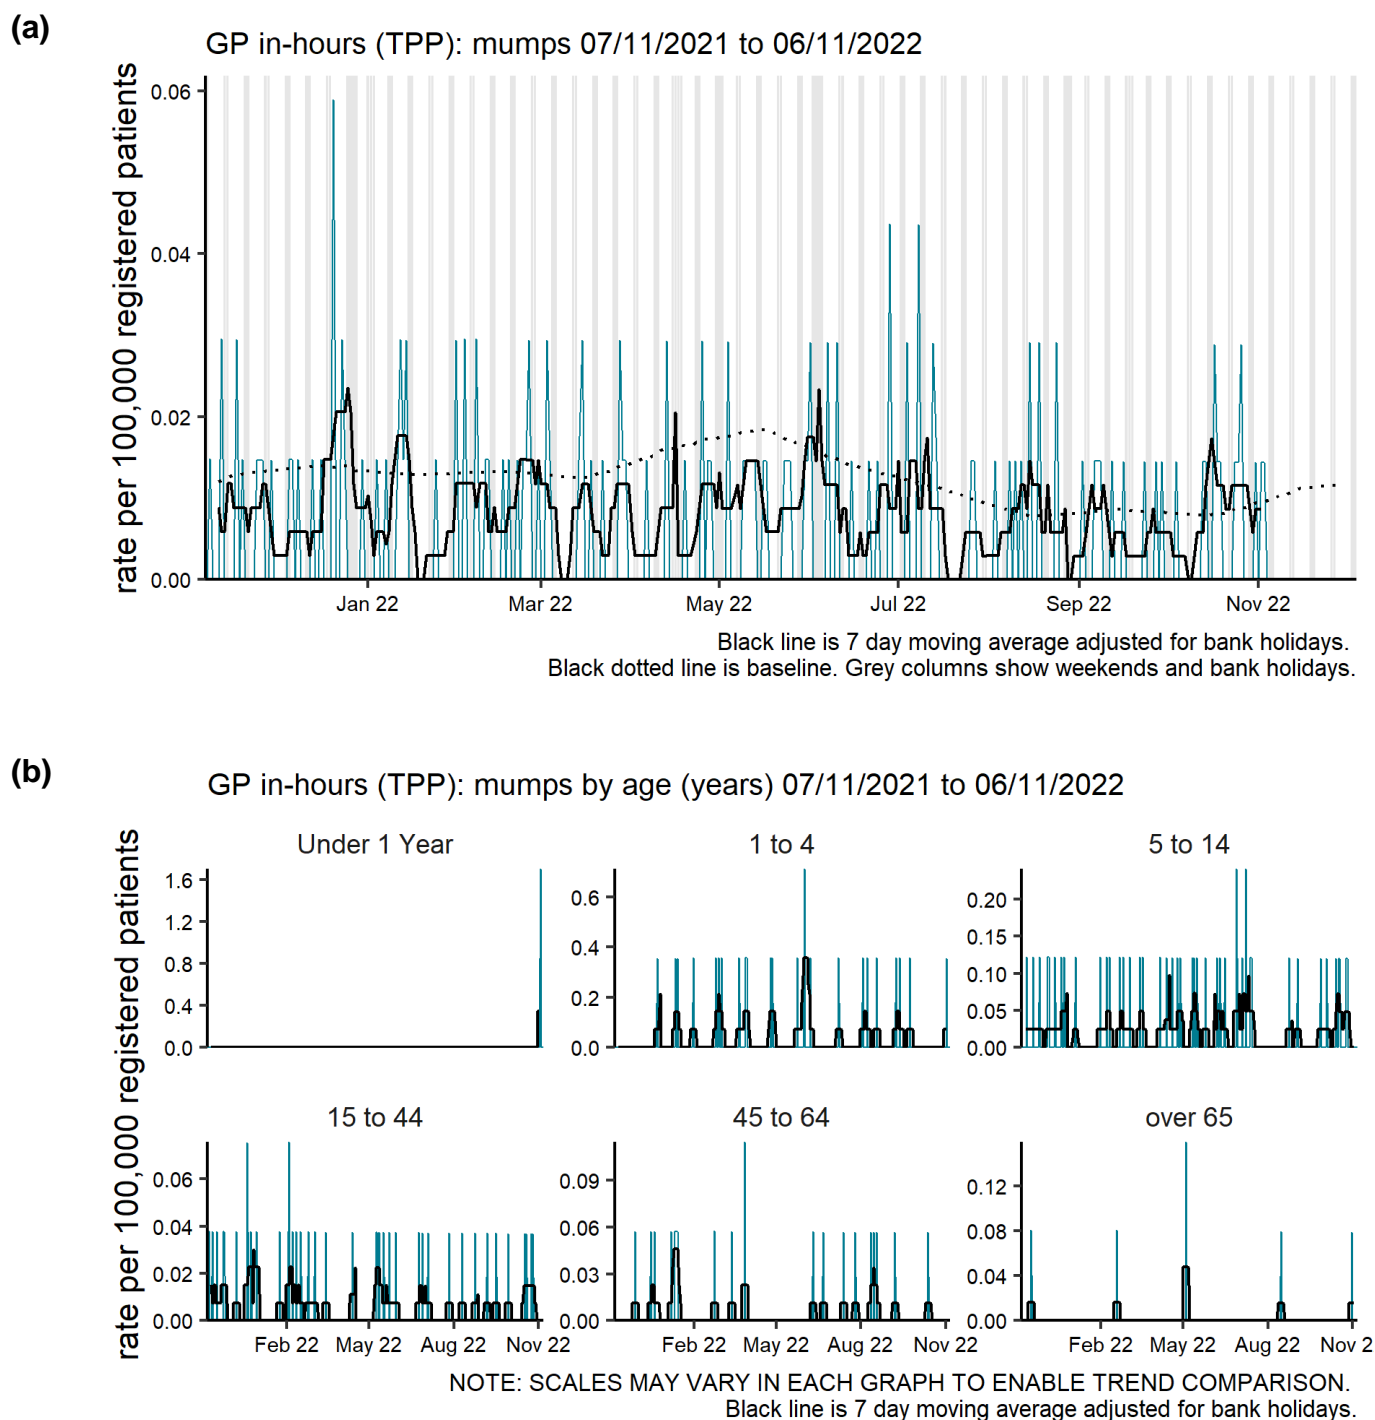 (a)
GP in-hours (TPP): mumps 07/11/2021 to 06/11/2022
rate per 100,000 registered patients
0.06
0.04
0.02
0.00
Jan 22 Mar 22 May 22 Jul 22 Sep 22 Nov 22
Black line is 7 day moving average adjusted for bank holidays.
Black dotted line is baseline. Grey columns show weekends and bank holidays.
(b)
GP in-hours (TPP): mumps by age (years) 07/11/2021 to 06/11/2022
rate per 100,000 registered patients
Under 1 Year
1.6
1.2
0.8
0.4
0.0
1 to 4
0.6
0.4
0.2
0.0
5 to 14
0.20
0.15
0.10
0.05
0.00
15 to 44
0.06
0.04
0.02
0.00
Feb 22 May 22 Aug 22 Nov 22
45 to 64
0.09
0.06
0.03
0.00
Feb 22 May 22 Aug 22 Nov 22
over 65
0.12
0.08
0.04
0.00
Feb 22 May 22 Aug 22 Nov 2
NOTE: SCALES MAY VARY IN EACH GRAPH TO ENABLE TREND COMPARISON.
Black line is 7 day moving average adjusted for bank holidays.